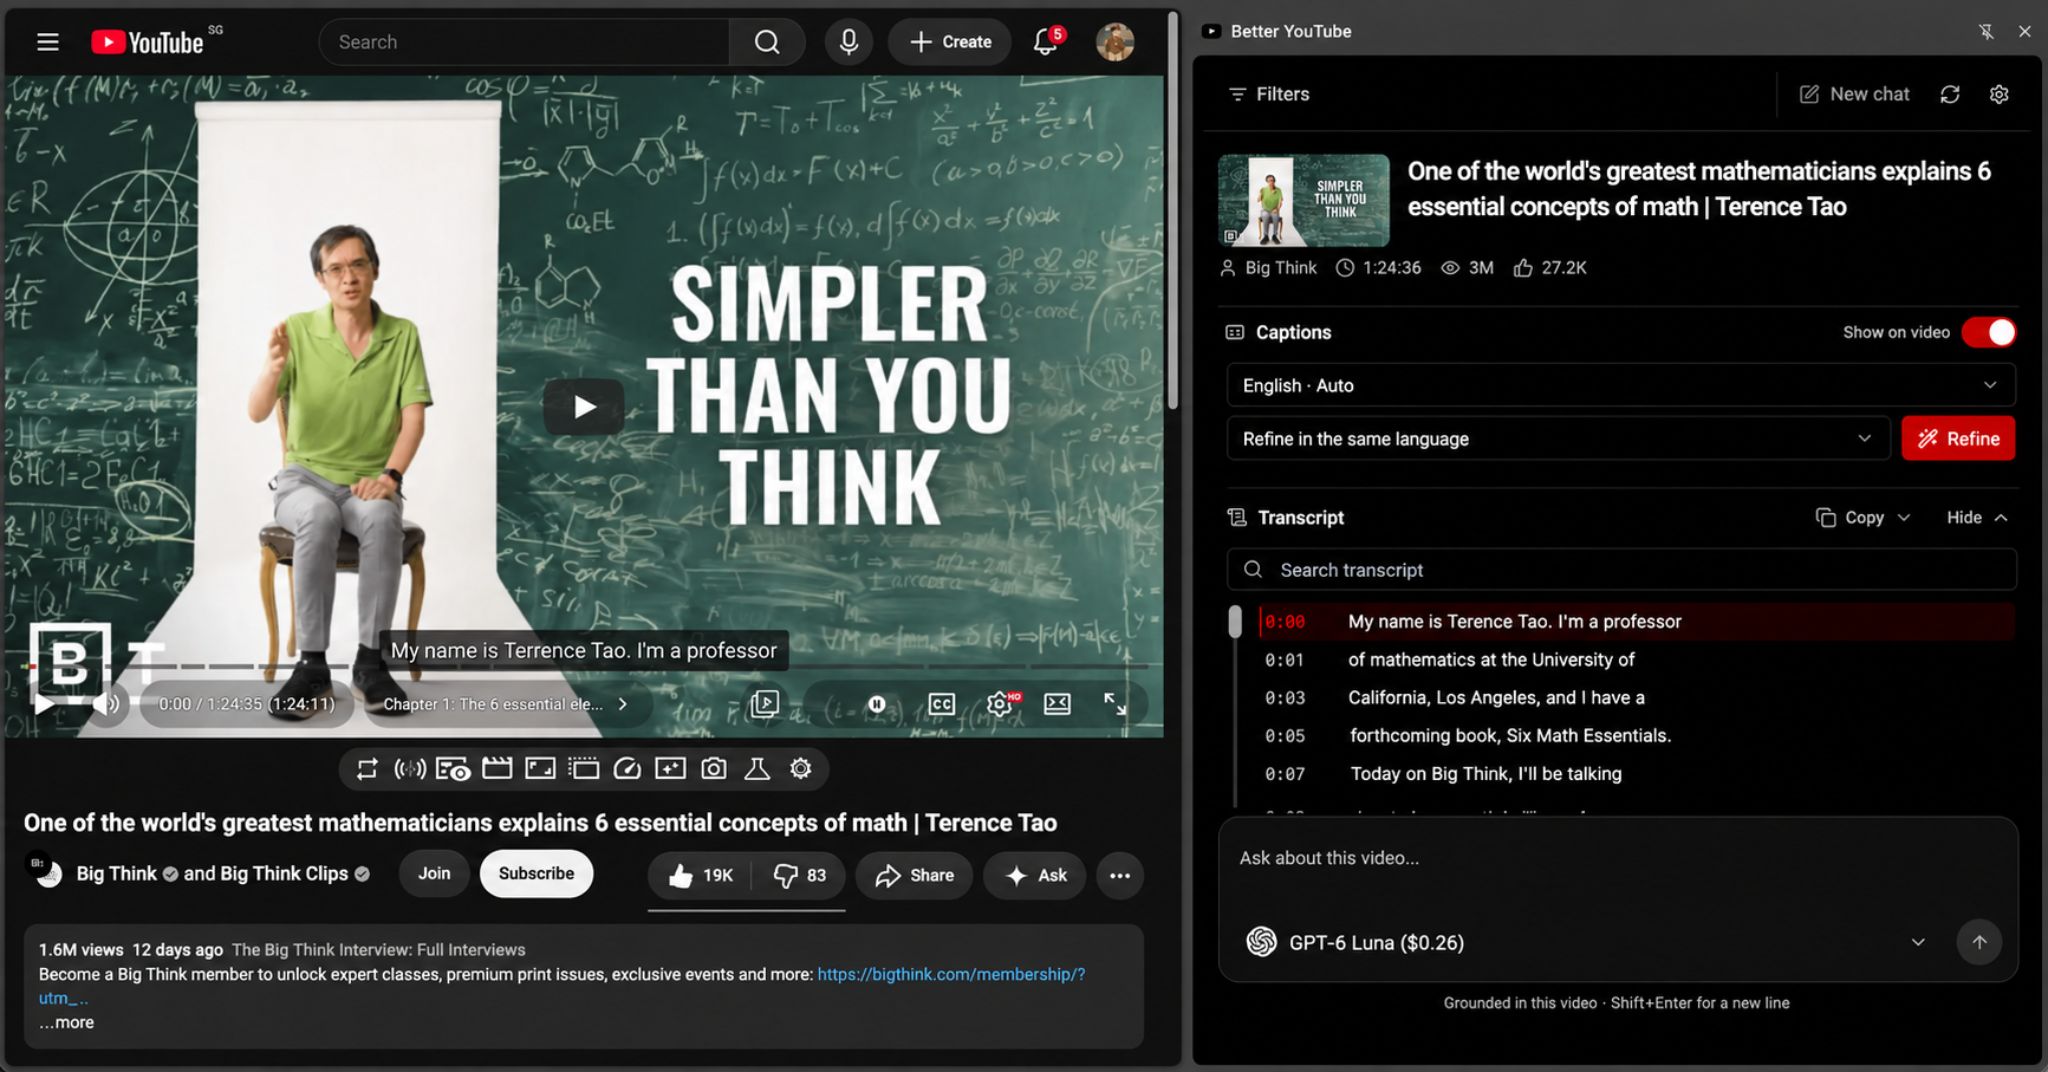 YouTube SG
Search
Create
5
SIMPLER
THAN YOU
THINK
B T
My name is Terrence Tao. I'm a professor
0:00 / 1:24:35 (1:24:11)
Chapter 1: The 6 essential ele...
CC
HD
One of the world's greatest mathematicians explains 6 essential concepts of math | Terence Tao
Big Think and Big Think Clips
Join
Subscribe
19K
83
Share
Ask
1.6M views 12 days ago The Big Think Interview: Full Interviews
Become a Big Think member to unlock expert classes, premium print issues, exclusive events and more: https://bigthink.com/membership/?
utm_..
...more
Better YouTube
Filters
New chat
SIMPLER
THAN YOU
THINK
One of the world's greatest mathematicians explains 6
essential concepts of math | Terence Tao
Big Think 1:24:36 3M 27.2K
Captions
Show on video
English · Auto
Refine in the same language
Refine
Transcript
Copy
Hide
Search transcript
0:00 My name is Terence Tao. I'm a professor
0:01 of mathematics at the University of
0:03 California, Los Angeles, and I have a
0:05 forthcoming book, Six Math Essentials.
0:07 Today on Big Think, I'll be talking
Ask about this video...
GPT-6 Luna ($0.26)
Grounded in this video · Shift+Enter for a new line